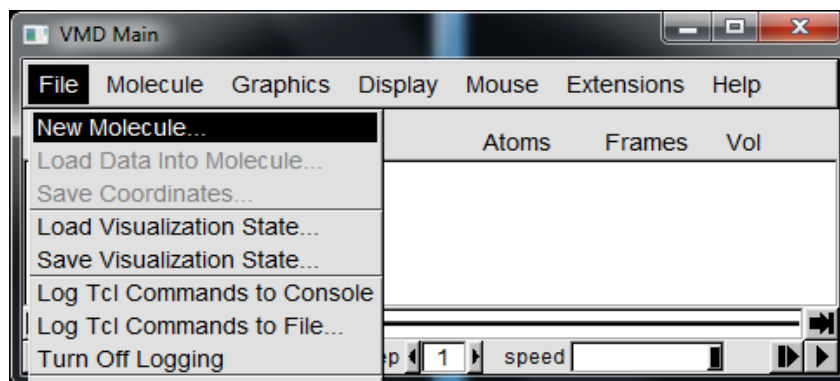 VMD Main
File Molecule Graphics Display Mouse Extensions Help
New Molecule...
Atoms Frames Vol
Load Data Into Molecule...
Save Coordinates...
Load Visualization State...
Save Visualization State...
Log Tcl Commands to Console
Log Tcl Commands to File...
Turn Off Logging
1 speed